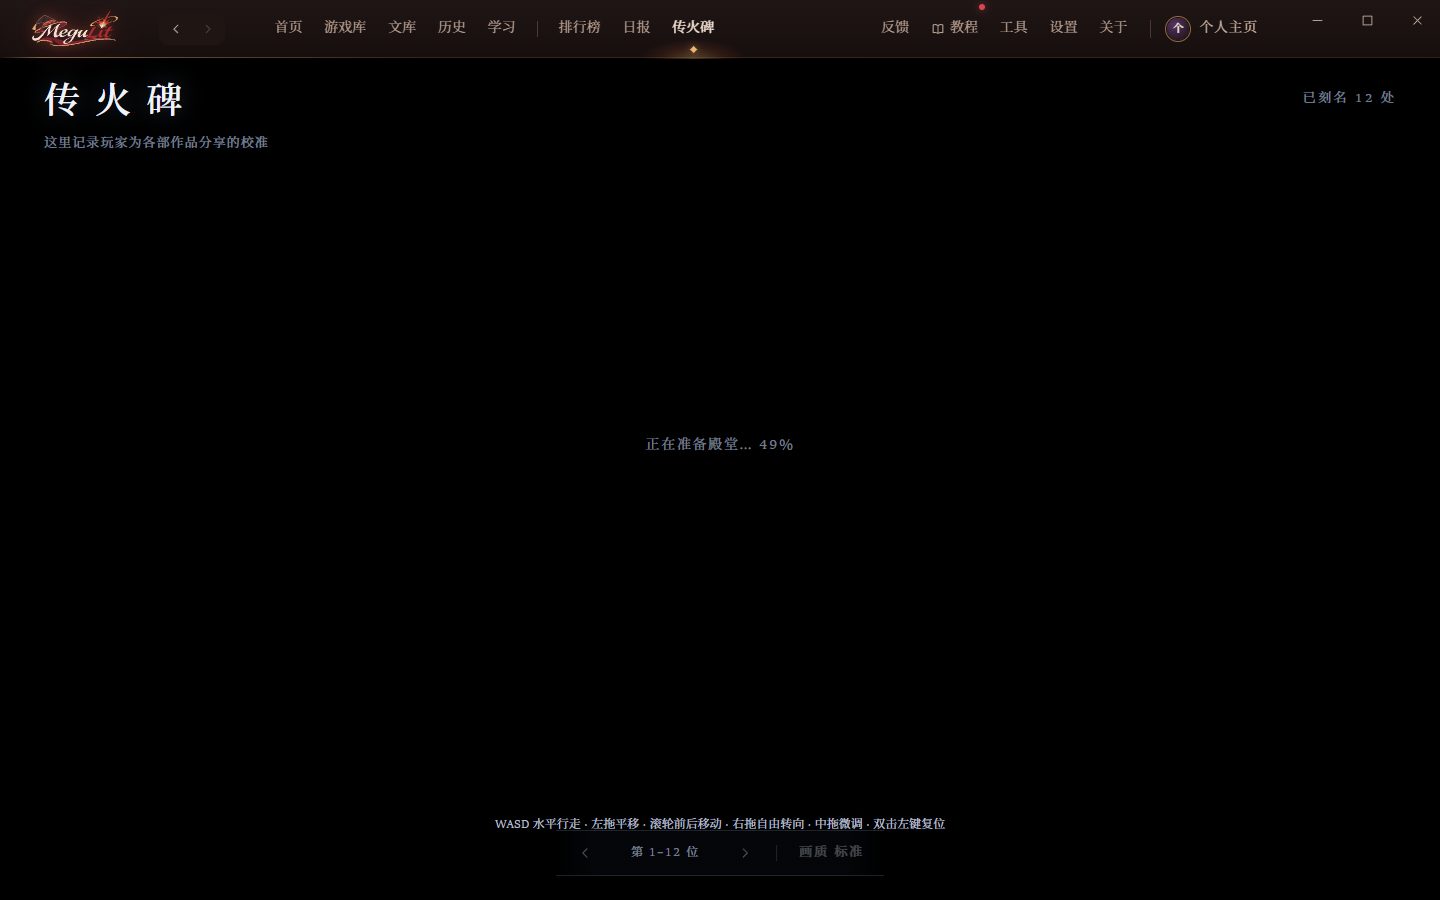 MeguLit 首页 游戏库 文库 历史 学习 排行榜 日报 传火碑 反馈 教程 工具 设置 关于 个 个人主页
传火碑
已刻名 12 处
这里记录玩家为各部作品分享的校准
正在准备殿堂... 49%
WASD 水平行走 · 左拖平移 · 滚轮前后移动 · 右拖自由转向 · 中拖微调 · 双击左键复位
第 1-12 位 画质 标准